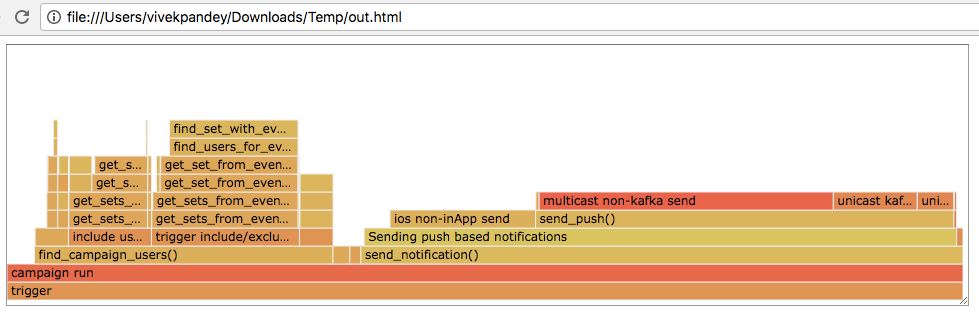 file:///Users/vivekpandey/Downloads/Temp/out.html
find_set_with_ev...
find_users_for_ev...
get_s... get_set_from_even...
get_s... get_set_from_even...
get_sets_... get_sets_from_even... multicast non-kafka send unicast kaf... uni...
get_sets_... get_sets_from_even... ios non-inApp send send_push()
include us... trigger include/exclu... Sending push based notifications
find_campaign_users() send_notification()
campaign run
trigger